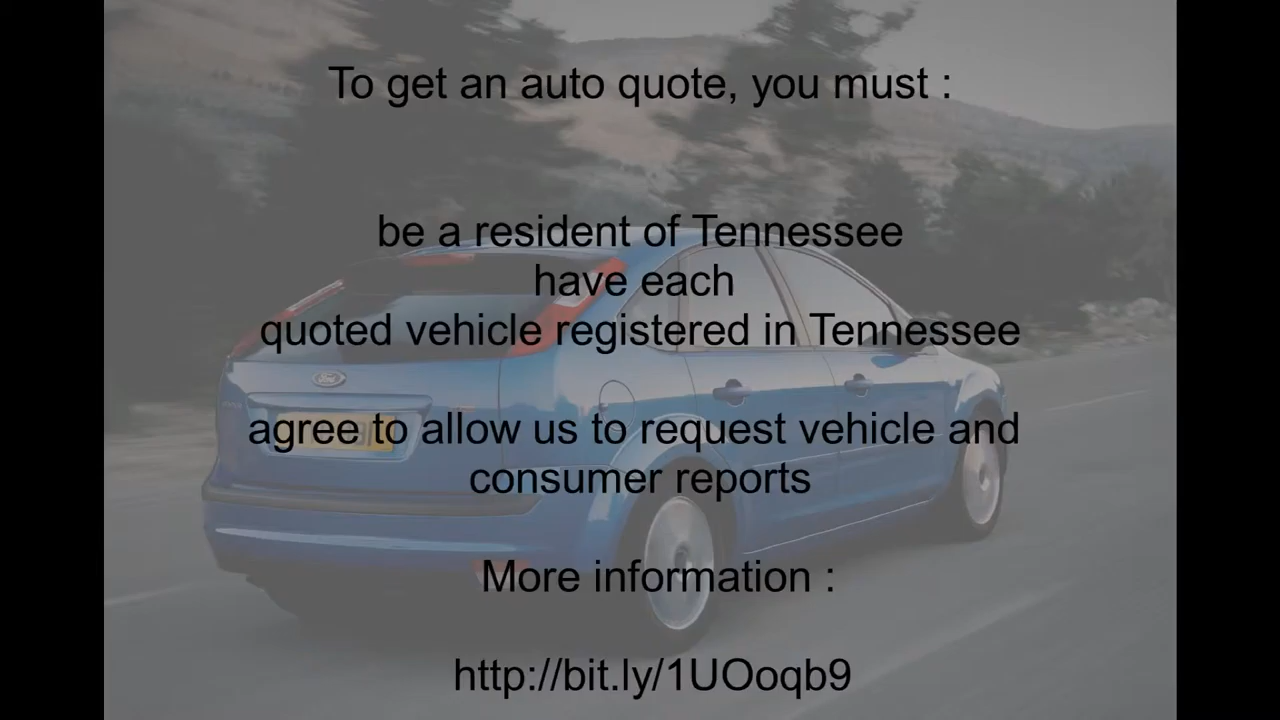 To get an auto quote, you must :
be a resident of Tennessee
have each
quoted vehicle registered in Tennessee
Ford
agree to allow us to request vehicle and
consumer reports
More information :
http://bit.ly/1UOoqb9